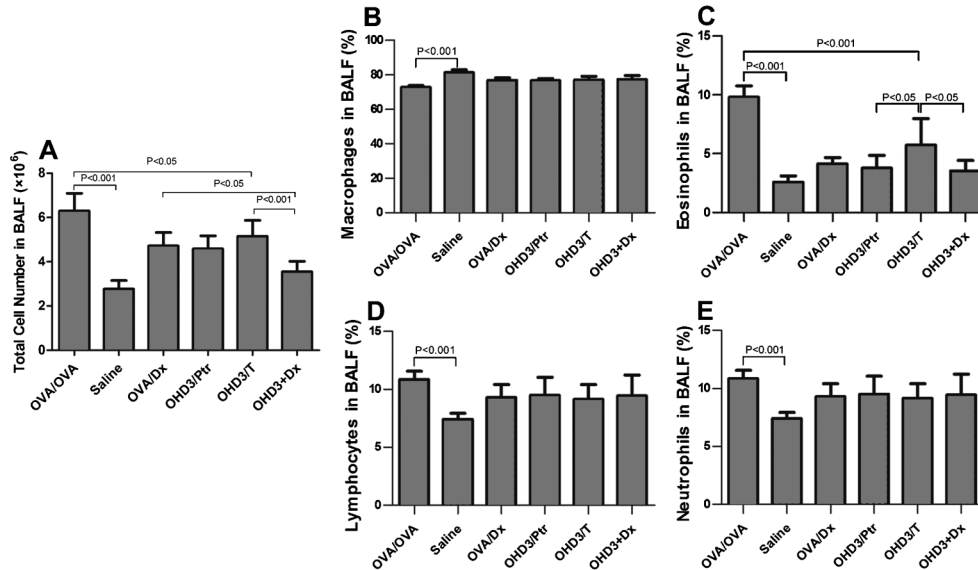 A
Total Cell Number in BALF (×10⁶)
8
6
4
2
0
P<0.05
P<0.001
P<0.05
P<0.001
OVA/OVA
Saline
OVA/Dx
OHD3/Ptr
OHD3/T
OHD3+Dx
B
Macrophages in BALF (%)
100
80
60
40
20
0
P<0.001
OVA/OVA
Saline
OVA/Dx
OHD3/Ptr
OHD3/T
OHD3+Dx
C
Eosinophils in BALF (%)
15
10
5
0
P<0.001
P<0.001
P<0.05
P<0.05
OVA/OVA
Saline
OVA/Dx
OHD3/Ptr
OHD3/T
OHD3+Dx
D
Lymphocytes in BALF (%)
15
10
5
0
P<0.001
OVA/OVA
Saline
OVA/Dx
OHD3/Ptr
OHD3/T
OHD3+Dx
E
Neutrophils in BALF (%)
15
10
5
0
P<0.001
OVA/OVA
Saline
OVA/Dx
OHD3/Ptr
OHD3/T
OHD3+Dx